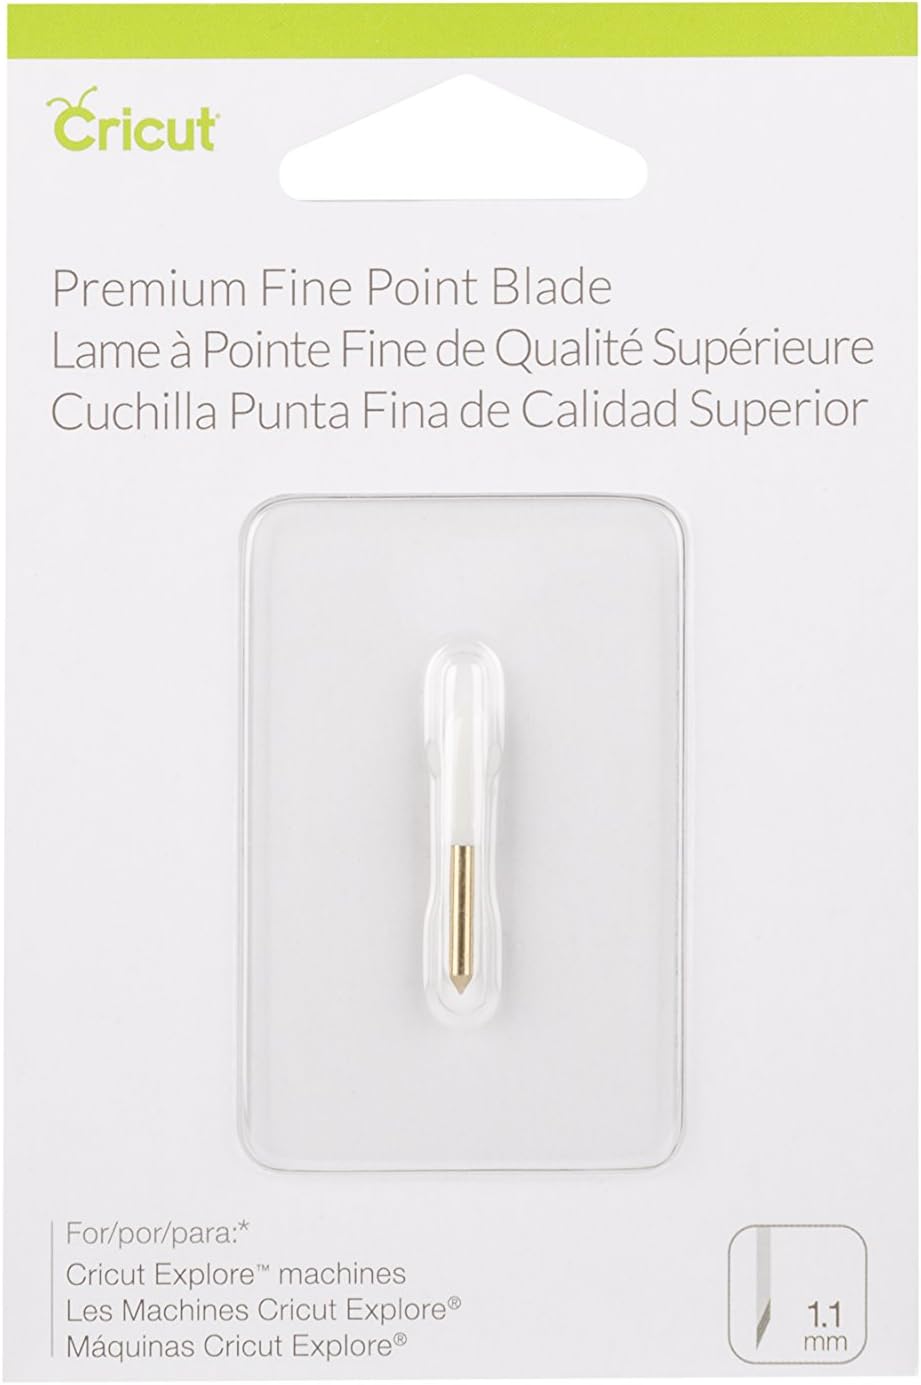 Cricut
Premium Fine Point Blade
Lame à Pointe Fine de Qualité Supérieure
Cuchilla Punta Fina de Calidad Superior
For/por/para:*
Cricut Explore™ machines
Les Machines Cricut Explore®
Máquinas Cricut Explore®
1.1
mm